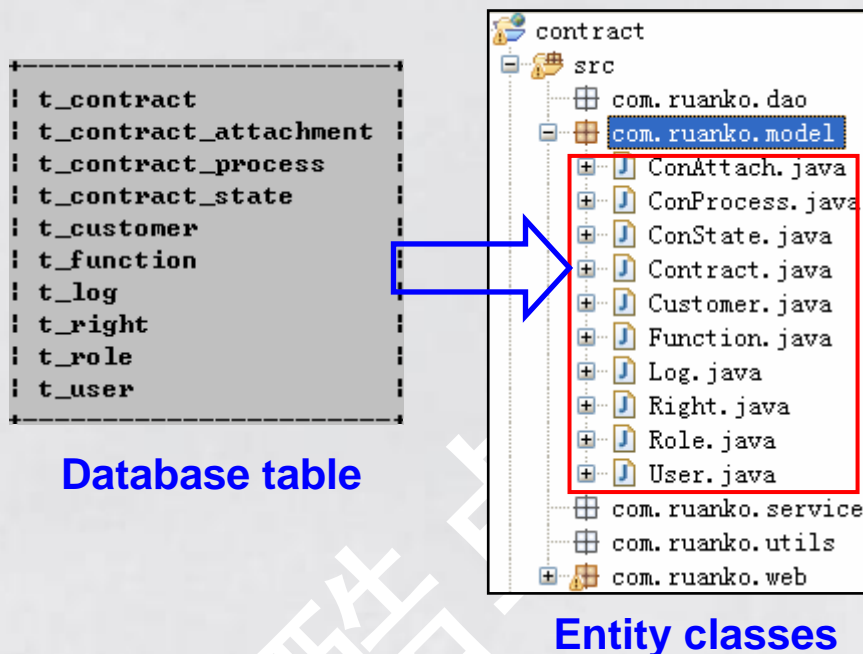 t_contract
t_contract_attachment
t_contract_process
t_contract_state
t_customer
t_function
t_log
t_right
t_role
t_user
Database table
contract
src
com.ruanko.dao
com.ruanko.model
ConAttach.java
ConProcess.java
ConState.java
Contract.java
Customer.java
Function.java
Log.java
Right.java
Role.java
User.java
com.ruanko.service
com.ruanko.utils
com.ruanko.web
Entity classes